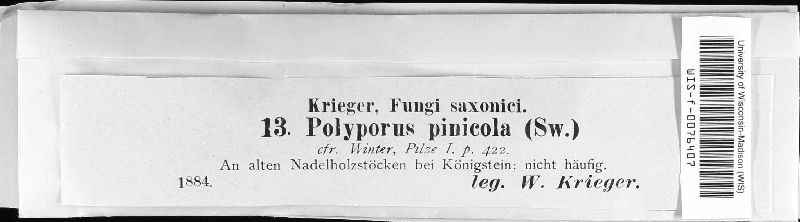 Krieger, Fungi saxonici.
13. Polyporus pinicola (Sw.)
cfr. Winter, Pilze I. p. 422.
An alten Nadelholzstöcken bei Königstein; nicht häufig.
1884. leg. W. Krieger.
University of Wisconsin-Madison (WIS)
WIS-f-0076407